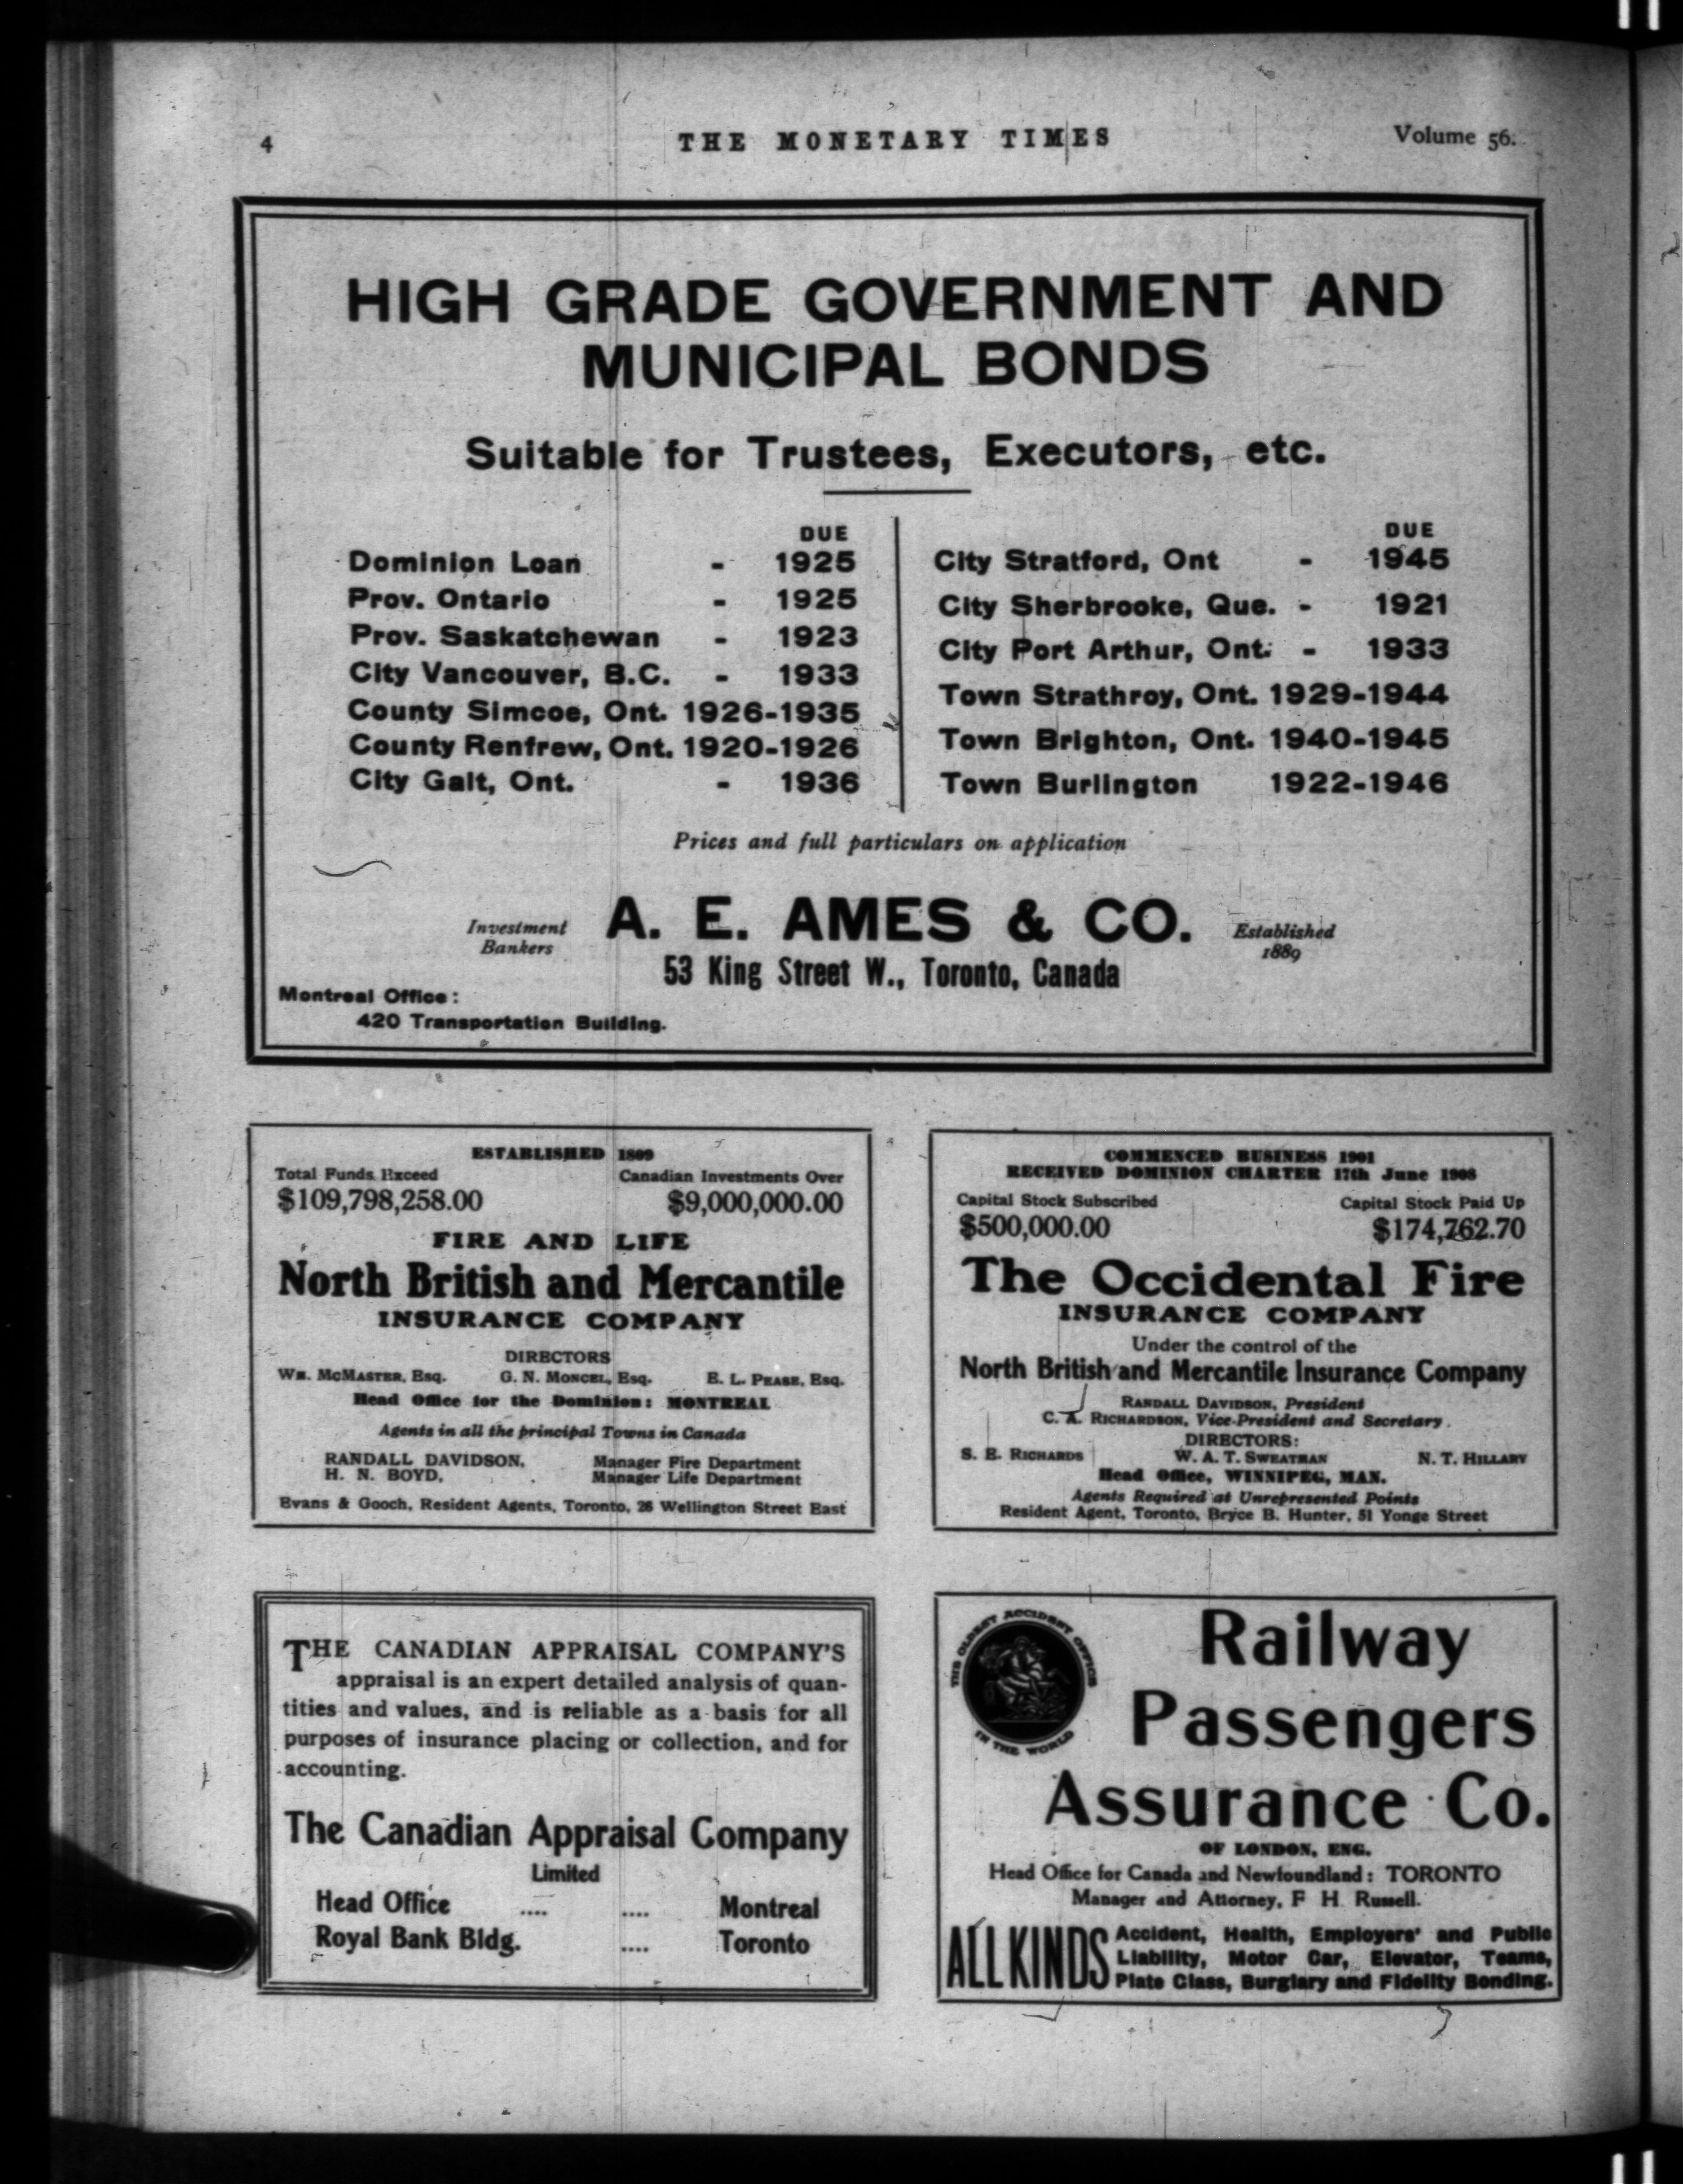 4
THE MONETARY TIMES
Volume 56.
HIGH GRADE GOVERNMENT AND
MUNICIPAL BONDS
Suitable for Trustees, Executors, etc.
DUE
Dominion Loan - 1925
Prov. Ontario - 1925
Prov. Saskatchewan - 1923
City Vancouver, B.C. - 1933
County Simcoe, Ont. 1926-1935
County Renfrew, Ont. 1920-1926
City Galt, Ont. - 1936
DUE
City Stratford, Ont - 1945
City Sherbrooke, Que. - 1921
City Port Arthur, Ont. - 1933
Town Strathroy, Ont. 1929-1944
Town Brighton, Ont. 1940-1945
Town Burlington 1922-1946
Prices and full particulars on application
Investment
Bankers
A. E. AMES & CO.
Established
1889
53 King Street W., Toronto, Canada
Montreal Office:
420 Transportation Building.
ESTABLISHED 1809
Total Funds Exceed Canadian Investments Over
$109,798,258.00 $9,000,000.00
FIRE AND LIFE
North British and Mercantile
INSURANCE COMPANY
DIRECTORS
WM. MCMASTER, Esq. G. N. MONCEL, Esq. E. L. PEASE, Esq.
Head Office for the Dominion: MONTREAL
Agents in all the principal Towns in Canada
RANDALL DAVIDSON, Manager Fire Department
H. N. BOYD, Manager Life Department
Evans & Gooch, Resident Agents, Toronto, 26 Wellington Street East
COMMENCED BUSINESS 1901
RECEIVED DOMINION CHARTER 17th June 1908
Capital Stock Subscribed Capital Stock Paid Up
$500,000.00 $174,762.70
The Occidental Fire
INSURANCE COMPANY
Under the control of the
North British and Mercantile Insurance Company
RANDALL DAVIDSON, President
C. A. RICHARDSON, Vice-President and Secretary.
DIRECTORS:
S. E. RICHARDS W. A. T. SWEATMAN N. T. HILLARY
Head Office, WINNIPEG, MAN.
Agents Required at Unrepresented Points
Resident Agent, Toronto, Bryce B. Hunter, 51 Yonge Street
THE CANADIAN APPRAISAL COMPANY'S
appraisal is an expert detailed analysis of quan-
tities and values, and is reliable as a basis for all
purposes of insurance placing or collection, and for
accounting.
The Canadian Appraisal Company
Limited
Head Office .... .... Montreal
Royal Bank Bldg. .... Toronto
THE OLDEST ACCIDENT OFFICE
IN THE WORLD
Railway
Passengers
Assurance Co.
OF LONDON, ENG.
Head Office for Canada and Newfoundland: TORONTO
Manager and Attorney, F H Russell.
ALL KINDS
Accident, Health, Employers' and Public
Liability, Motor Car, Elevator, Teams,
Plate Glass, Burglary and Fidelity Bonding.